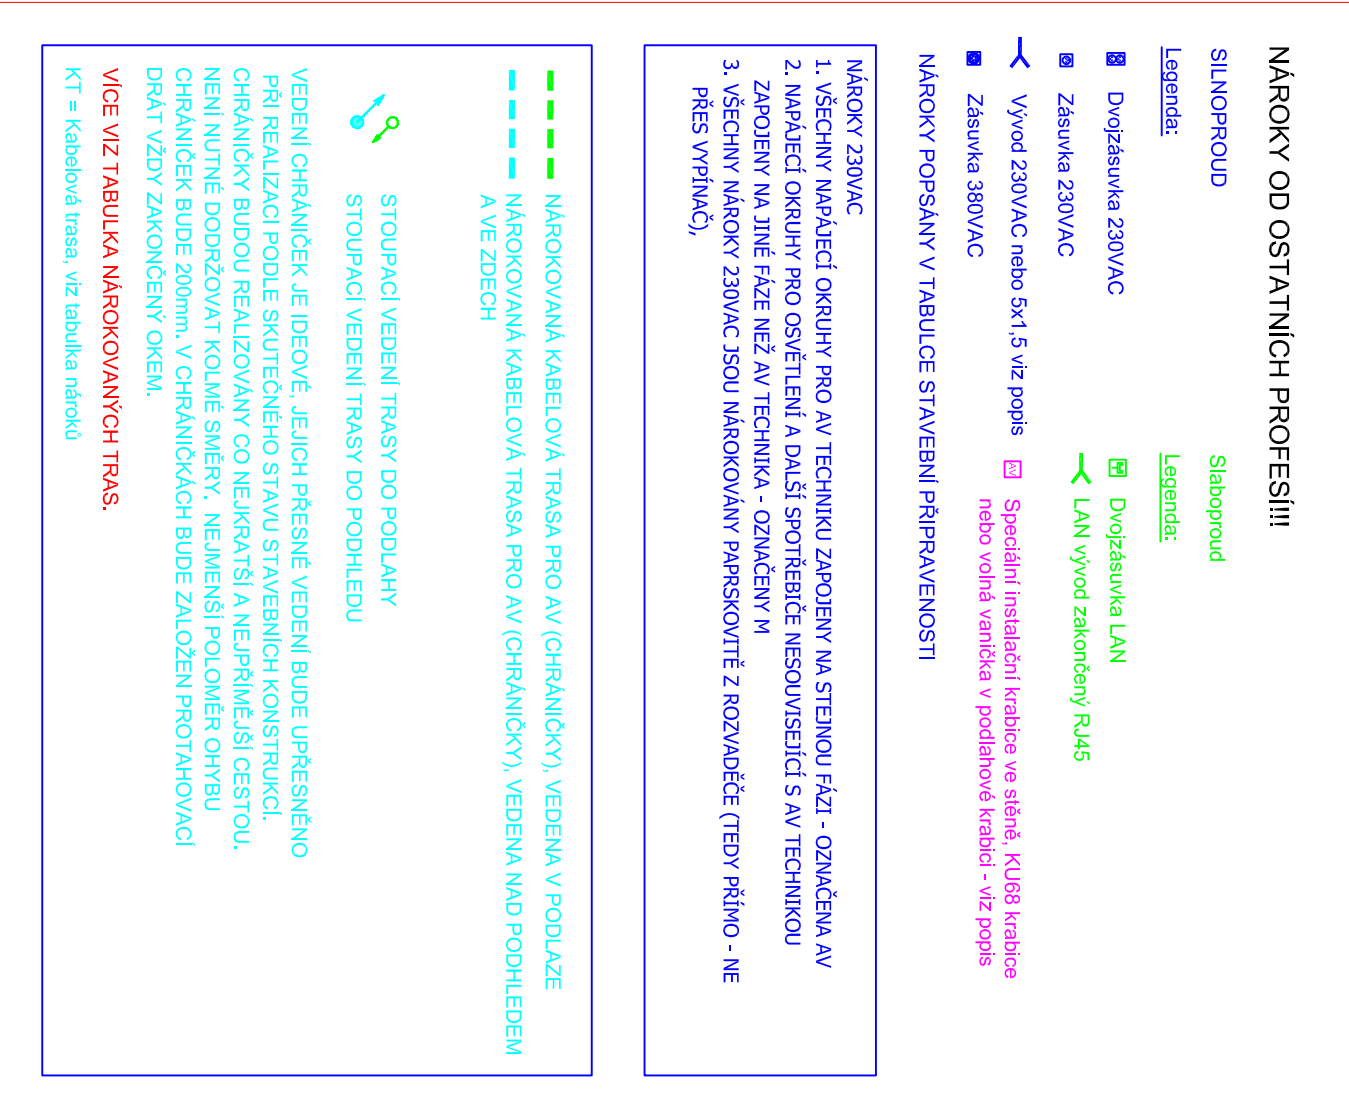 NÁROKY OD OSTATNÍCH PROFESÍ!!!
SILNOPROUD
Legenda:
Dvojzásuvka 230VAC
Zásuvka 230VAC
Vývod 230VAC nebo 5x1,5 viz popis
Zásuvka 380VAC
NÁROKY POPSÁNY V TABULCE STAVEBNÍ PŘIPRAVENOSTI
Slaboproud
Legenda:
Dvojzásuvka LAN
LAN vývod zakončený RJ45
AV
Speciální instalační krabice ve stěně, KU68 krabice
nebo volná vanička v podlahové krabici - viz popis
NÁROKY 230VAC
1. VŠECHNY NAPÁJECÍ OKRUHY PRO AV TECHNIKU ZAPOJENY NA STEJNOU FÁZI - OZNAČENA AV
2. NAPÁJECÍ OKRUHY PRO OSVĚTLENÍ A DALŠÍ SPOTŘEBIČE NESOUVISEJÍCÍ S AV TECHNIKOU
ZAPOJENY NA JINÉ FÁZE NEŽ AV TECHNIKA - OZNAČENY M
3. VŠECHNY NÁROKY 230VAC JSOU NÁROKOVÁNY PAPRSKOVITĚ Z ROZVADĚČE (TEDY PŘÍMO - NE
PŘES VYPÍNAČ),
NÁROKOVANÁ KABELOVÁ TRASA PRO AV (CHRÁNIČKY), VEDENA V PODLAZE
NÁROKOVANÁ KABELOVÁ TRASA PRO AV (CHRÁNIČKY), VEDENA NAD PODHLEDEM
A VE ZDECH
STOUPACÍ VEDENÍ TRASY DO PODLAHY
STOUPACÍ VEDENÍ TRASY DO PODHLEDU
VEDENÍ CHRÁNIČEK JE IDEOVÉ, JEJICH PŘESNÉ VEDENÍ BUDE UPŘESNĚNO
PŘI REALIZACI PODLE SKUTEČNÉHO STAVU STAVEBNÍCH KONSTRUKCÍ.
CHRÁNIČKY BUDOU REALIZOVÁNY CO NEJKRATŠÍ A NEJPŘÍMĚJŠÍ CESTOU.
NENÍ NUTNÉ DODRŽOVAT KOLMÉ SMĚRY. NEJMENŠÍ POLOMĚR OHYBU
CHRÁNIČEK BUDE 200mm. V CHRÁNIČKÁCH BUDE ZALOŽEN PROTAHOVACÍ
DRÁT VŽDY ZAKONČENÝ OKEM.
VÍCE VIZ TABULKA NÁROKOVANÝCH TRAS.
KT = Kabelová trasa, viz tabulka nároků